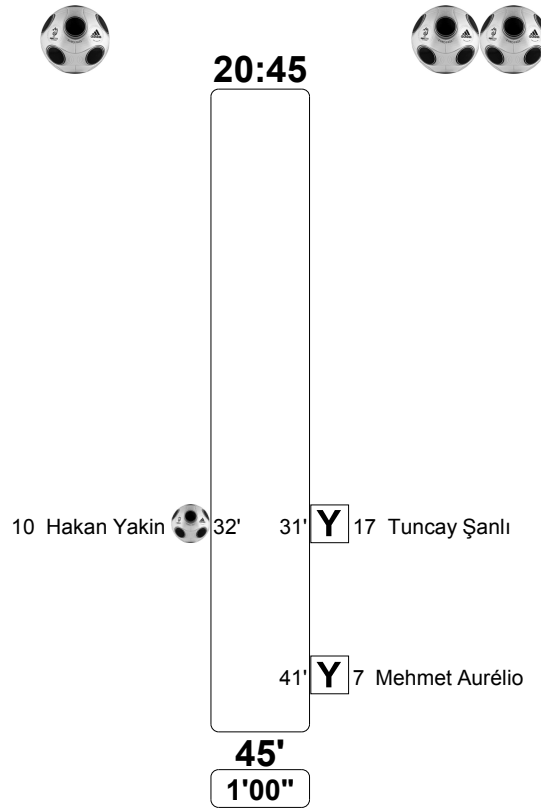 20:45
10 Hakan Yakin 32' 31' Y 17 Tuncay Şanlı
41' Y 7 Mehmet Aurélio
45'
1'00"